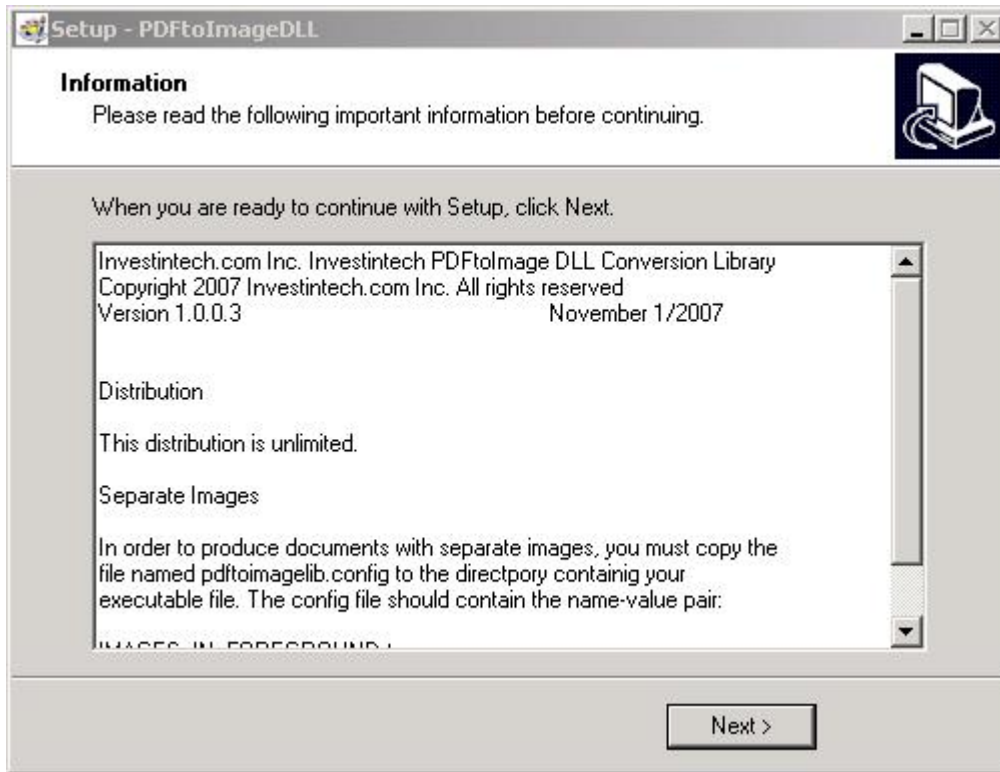 Setup - PDFtoImageDLL
Information
Please read the following important information before continuing.
When you are ready to continue with Setup, click Next.
Investintech.com Inc. Investintech PDFtoImage DLL Conversion Library
Copyright 2007 Investintech.com Inc. All rights reserved
Version 1.0.0.3 November 1/2007
Distribution
This distribution is unlimited.
Separate Images
In order to produce documents with separate images, you must copy the
file named pdftoimagelib.config to the directpory containig your
executable file. The config file should contain the name-value pair:
Next >